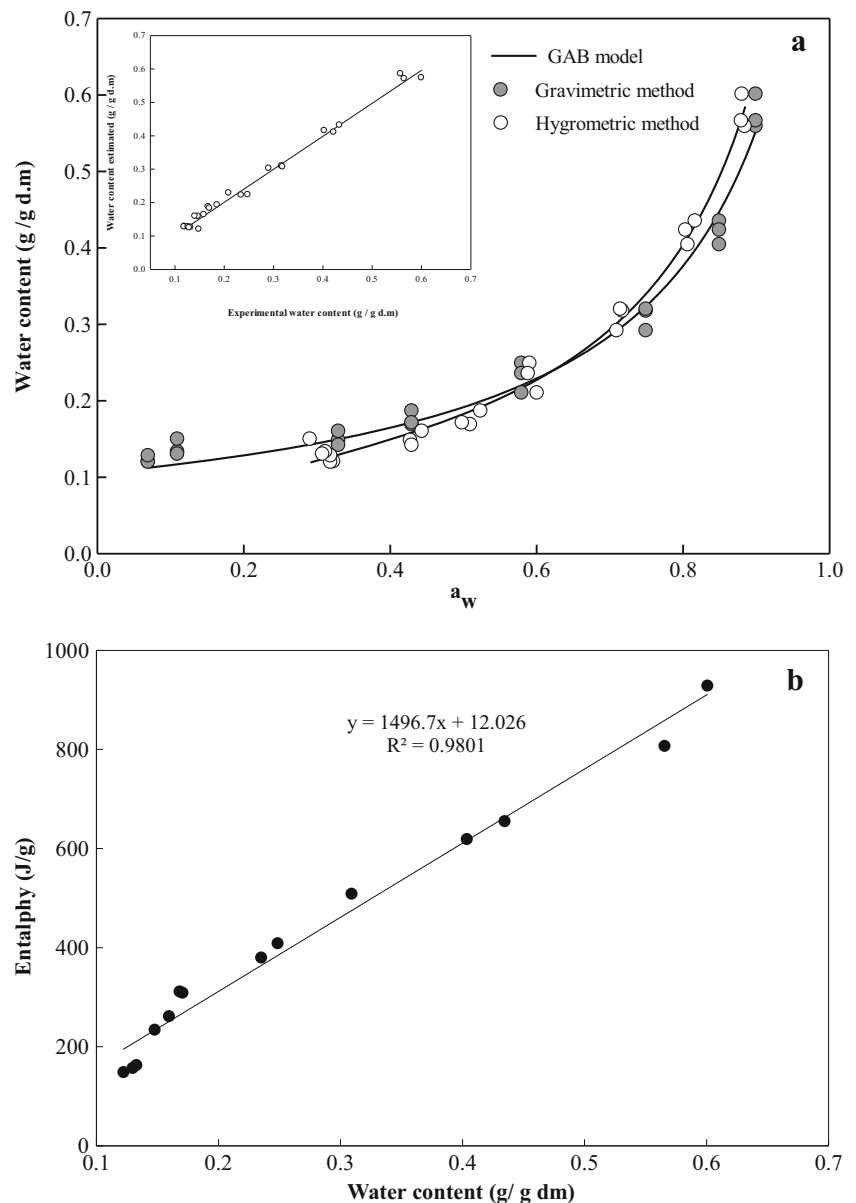 a
GAB model
Gravimetric method
Hygrometric method
Water content (g /g d.m)
0.7
0.6
0.5
0.4
0.3
0.2
0.1
0.0
0.0 0.2 0.4 0.6 0.8 1.0
aw
Water content estimated (g / g d.m)
0.7
0.6
0.5
0.4
0.3
0.2
0.1
0.0
0.1 0.2 0.3 0.4 0.5 0.6 0.7
Experimental water content (g / g d.m)
b
y = 1496.7x + 12.026
R² = 0.9801
Entalphy (J/g)
1000
800
600
400
200
0
0.1 0.2 0.3 0.4 0.5 0.6 0.7
Water content (g/ g dm)